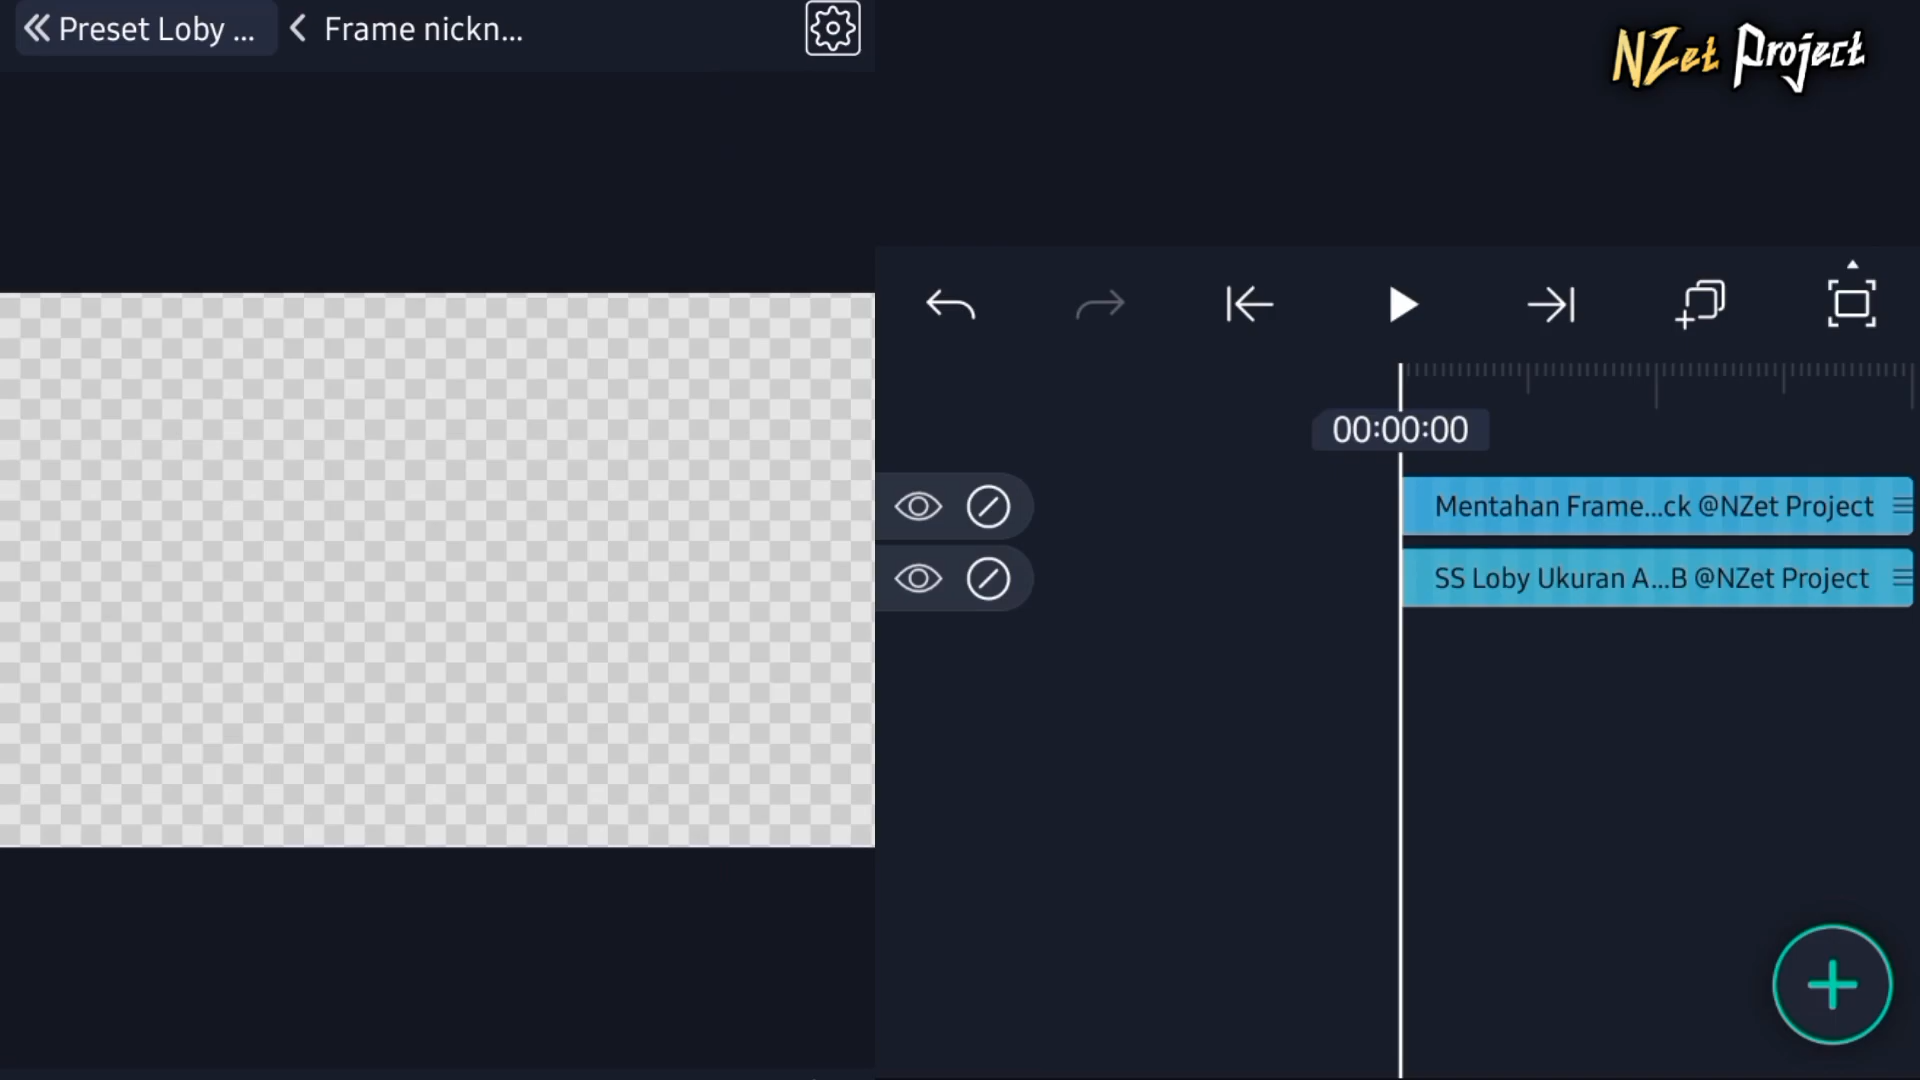 Preset Loby ...
Frame nickn...
NZet Project
00:00:00
Mentahan Frame...ck @NZet Project
SS Loby Ukuran A...B @NZet Project